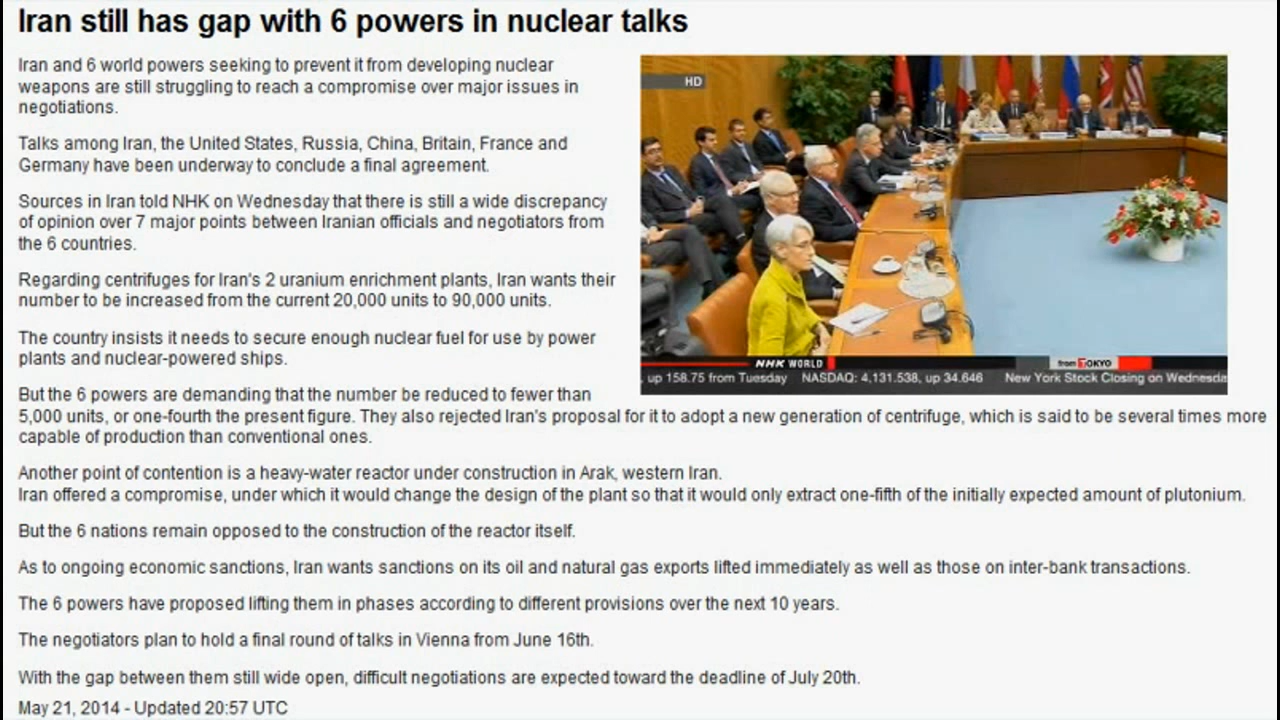 Iran still has gap with 6 powers in nuclear talks
Iran and 6 world powers seeking to prevent it from developing nuclear
weapons are still struggling to reach a compromise over major issues in
negotiations.
Talks among Iran, the United States, Russia, China, Britain, France and
Germany have been underway to conclude a final agreement.
Sources in Iran told NHK on Wednesday that there is still a wide discrepancy
of opinion over 7 major points between Iranian officials and negotiators from
the 6 countries.
Regarding centrifuges for Iran's 2 uranium enrichment plants, Iran wants their
number to be increased from the current 20,000 units to 90,000 units.
The country insists it needs to secure enough nuclear fuel for use by power
plants and nuclear-powered ships.
But the 6 powers are demanding that the number be reduced to fewer than
5,000 units, or one-fourth the present figure. They also rejected Iran's proposal for it to adopt a new generation of centrifuge, which is said to be several times more
capable of production than conventional ones.
Another point of contention is a heavy-water reactor under construction in Arak, western Iran.
Iran offered a compromise, under which it would change the design of the plant so that it would only extract one-fifth of the initially expected amount of plutonium.
But the 6 nations remain opposed to the construction of the reactor itself.
As to ongoing economic sanctions, Iran wants sanctions on its oil and natural gas exports lifted immediately as well as those on inter-bank transactions.
The 6 powers have proposed lifting them in phases according to different provisions over the next 10 years.
The negotiators plan to hold a final round of talks in Vienna from June 16th.
With the gap between them still wide open, difficult negotiations are expected toward the deadline of July 20th.
May 21, 2014 - Updated 20:57 UTC
HD
NHK WORLD
from TOKYO
, up 158.75 from Tuesday NASDAQ: 4,131.538, up 34.646 New York Stock Closing on Wednesda